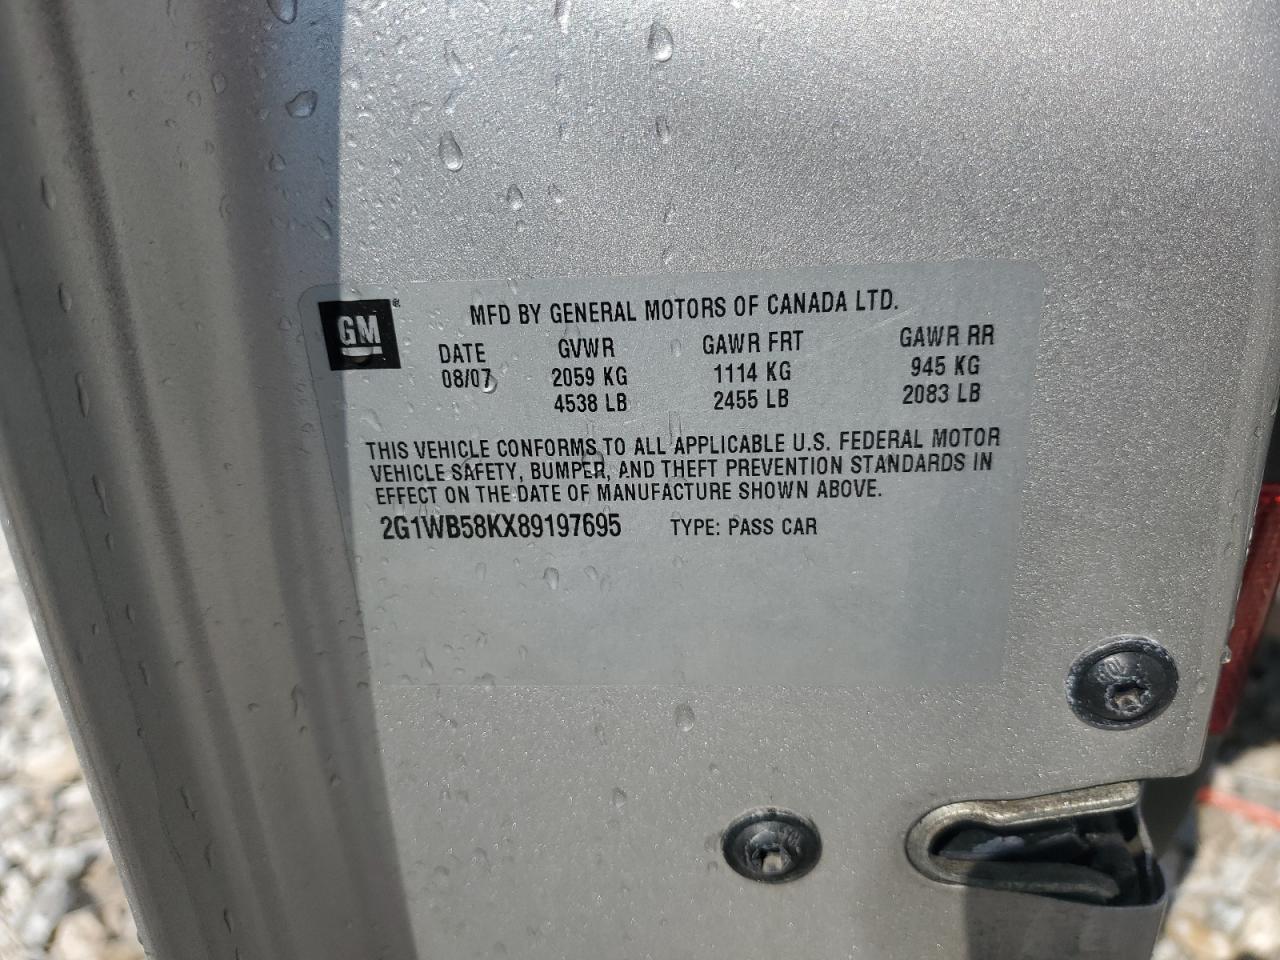 GM®
MFD BY GENERAL MOTORS OF CANADA LTD.
DATE GVWR GAWR FRT GAWR RR
08/07 2059 KG 1114 KG 945 KG
4538 LB 2455 LB 2083 LB
THIS VEHICLE CONFORMS TO ALL APPLICABLE U.S. FEDERAL MOTOR
VEHICLE SAFETY, BUMPER, AND THEFT PREVENTION STANDARDS IN
EFFECT ON THE DATE OF MANUFACTURE SHOWN ABOVE.
2G1WB58KX89197695 TYPE: PASS CAR